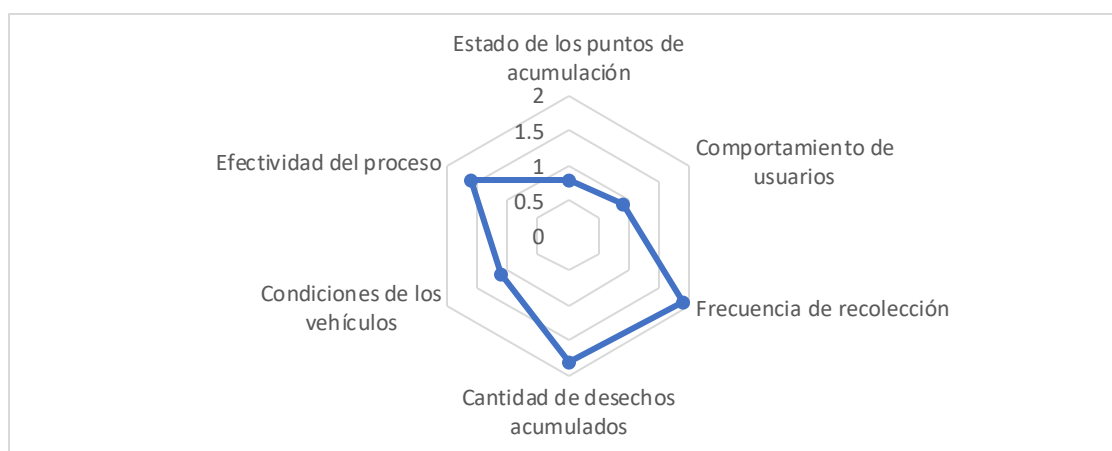 Estado de los puntos de
acumulación
2
1.5
1
0.5
0
Comportamiento de
usuarios
Frecuencia de recolección
Cantidad de desechos
acumulados
Condiciones de los
vehículos
Efectividad del proceso